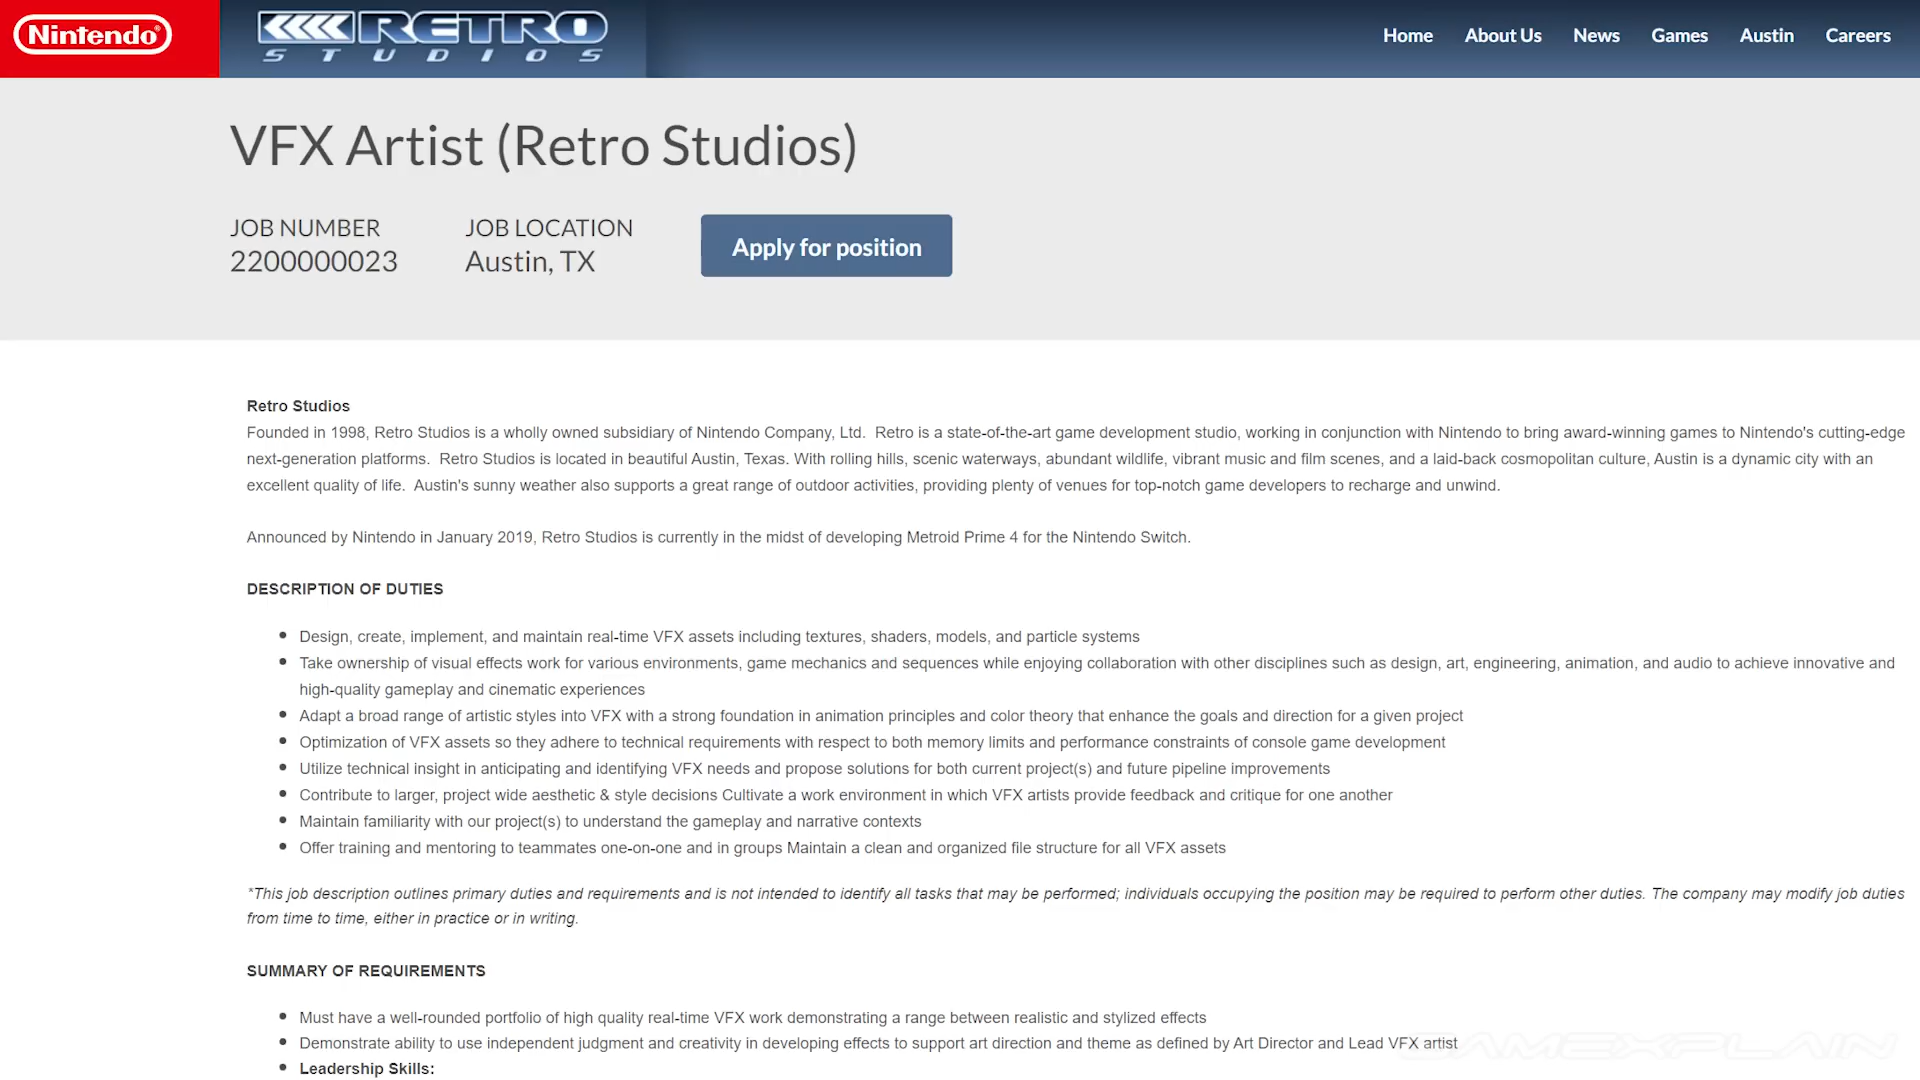 Nintendo
RETRO
STUDIOS
Home About Us News Games Austin Careers
VFX Artist (Retro Studios)
JOB NUMBER
2200000023
JOB LOCATION
Austin, TX
Apply for position
Retro Studios
Founded in 1998, Retro Studios is a wholly owned subsidiary of Nintendo Company, Ltd.  Retro is a state-of-the-art game development studio, working in conjunction with Nintendo to bring award-winning games to Nintendo's cutting-edge
next-generation platforms.  Retro Studios is located in beautiful Austin, Texas. With rolling hills, scenic waterways, abundant wildlife, vibrant music and film scenes, and a laid-back cosmopolitan culture, Austin is a dynamic city with an
excellent quality of life.  Austin's sunny weather also supports a great range of outdoor activities, providing plenty of venues for top-notch game developers to recharge and unwind.
Announced by Nintendo in January 2019, Retro Studios is currently in the midst of developing Metroid Prime 4 for the Nintendo Switch.
DESCRIPTION OF DUTIES
• Design, create, implement, and maintain real-time VFX assets including textures, shaders, models, and particle systems
• Take ownership of visual effects work for various environments, game mechanics and sequences while enjoying collaboration with other disciplines such as design, art, engineering, animation, and audio to achieve innovative and
high-quality gameplay and cinematic experiences
• Adapt a broad range of artistic styles into VFX with a strong foundation in animation principles and color theory that enhance the goals and direction for a given project
• Optimization of VFX assets so they adhere to technical requirements with respect to both memory limits and performance constraints of console game development
• Utilize technical insight in anticipating and identifying VFX needs and propose solutions for both current project(s) and future pipeline improvements
• Contribute to larger, project wide aesthetic & style decisions Cultivate a work environment in which VFX artists provide feedback and critique for one another
• Maintain familiarity with our project(s) to understand the gameplay and narrative contexts
• Offer training and mentoring to teammates one-on-one and in groups Maintain a clean and organized file structure for all VFX assets
*This job description outlines primary duties and requirements and is not intended to identify all tasks that may be performed; individuals occupying the position may be required to perform other duties. The company may modify job duties
from time to time, either in practice or in writing.
SUMMARY OF REQUIREMENTS
• Must have a well-rounded portfolio of high quality real-time VFX work demonstrating a range between realistic and stylized effects
• Demonstrate ability to use independent judgment and creativity in developing effects to support art direction and theme as defined by Art Director and Lead VFX artist
• Leadership Skills:
GAMEXPLAIN